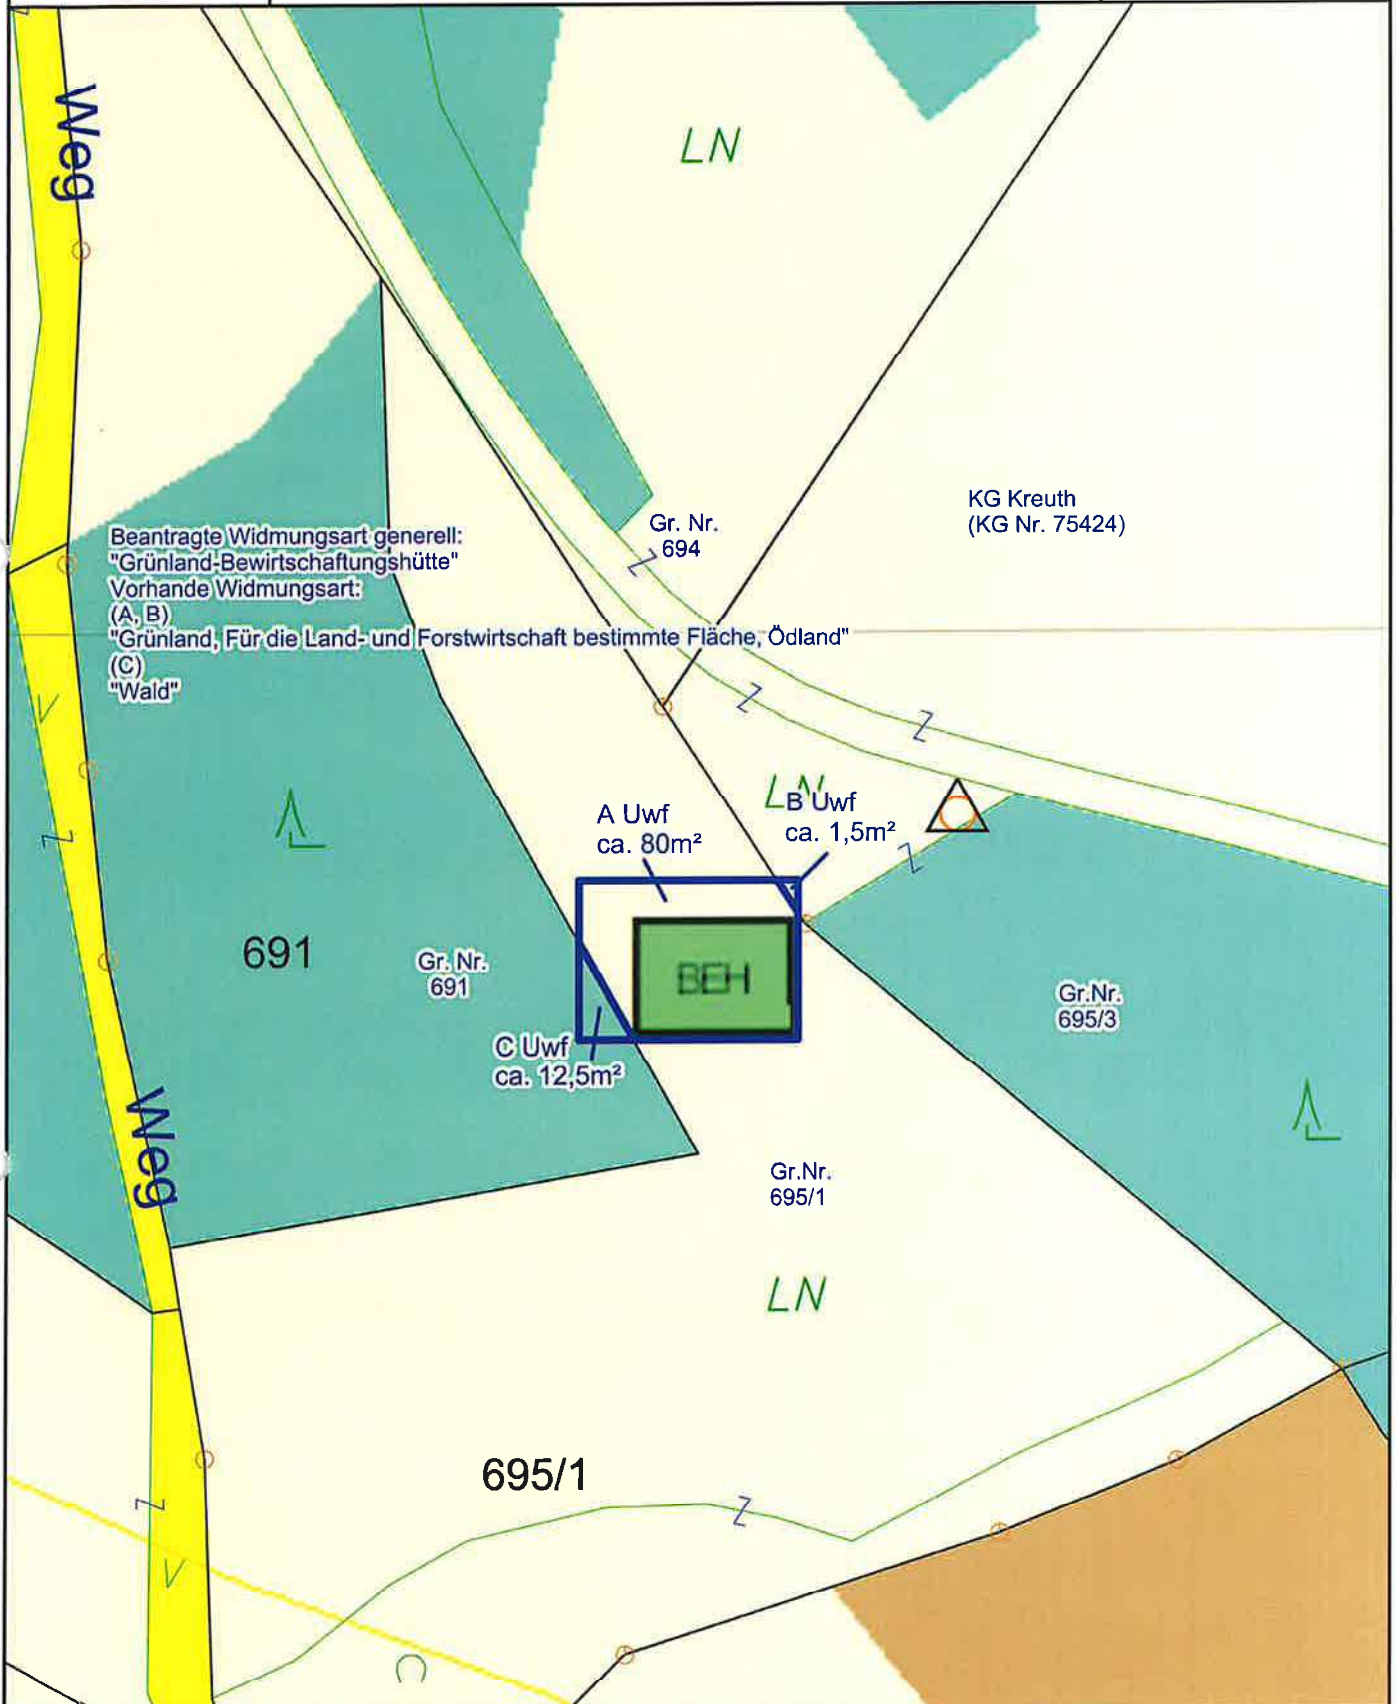 Weg
LN
KG Kreuth
(KG Nr. 75424)
Gr. Nr.
694
Z
Beantragte Widmungsart generell:
"Grünland-Bewirtschaftungshütte"
Vorhande Widmungsart:
(A, B)
"Grünland, Für die Land- und Forstwirtschaft bestimmte Fläche, Ödland"
(C)
"Wald"
Z
Z
LN
A Uwf
ca. 80m²
B Uwf
ca. 1,5m²
Z
Z
691
Gr. Nr.
691
BEH
Gr.Nr.
695/3
C Uwf
ca. 12,5m²
Weg
Gr.Nr.
695/1
LN
695/1
Z
Z